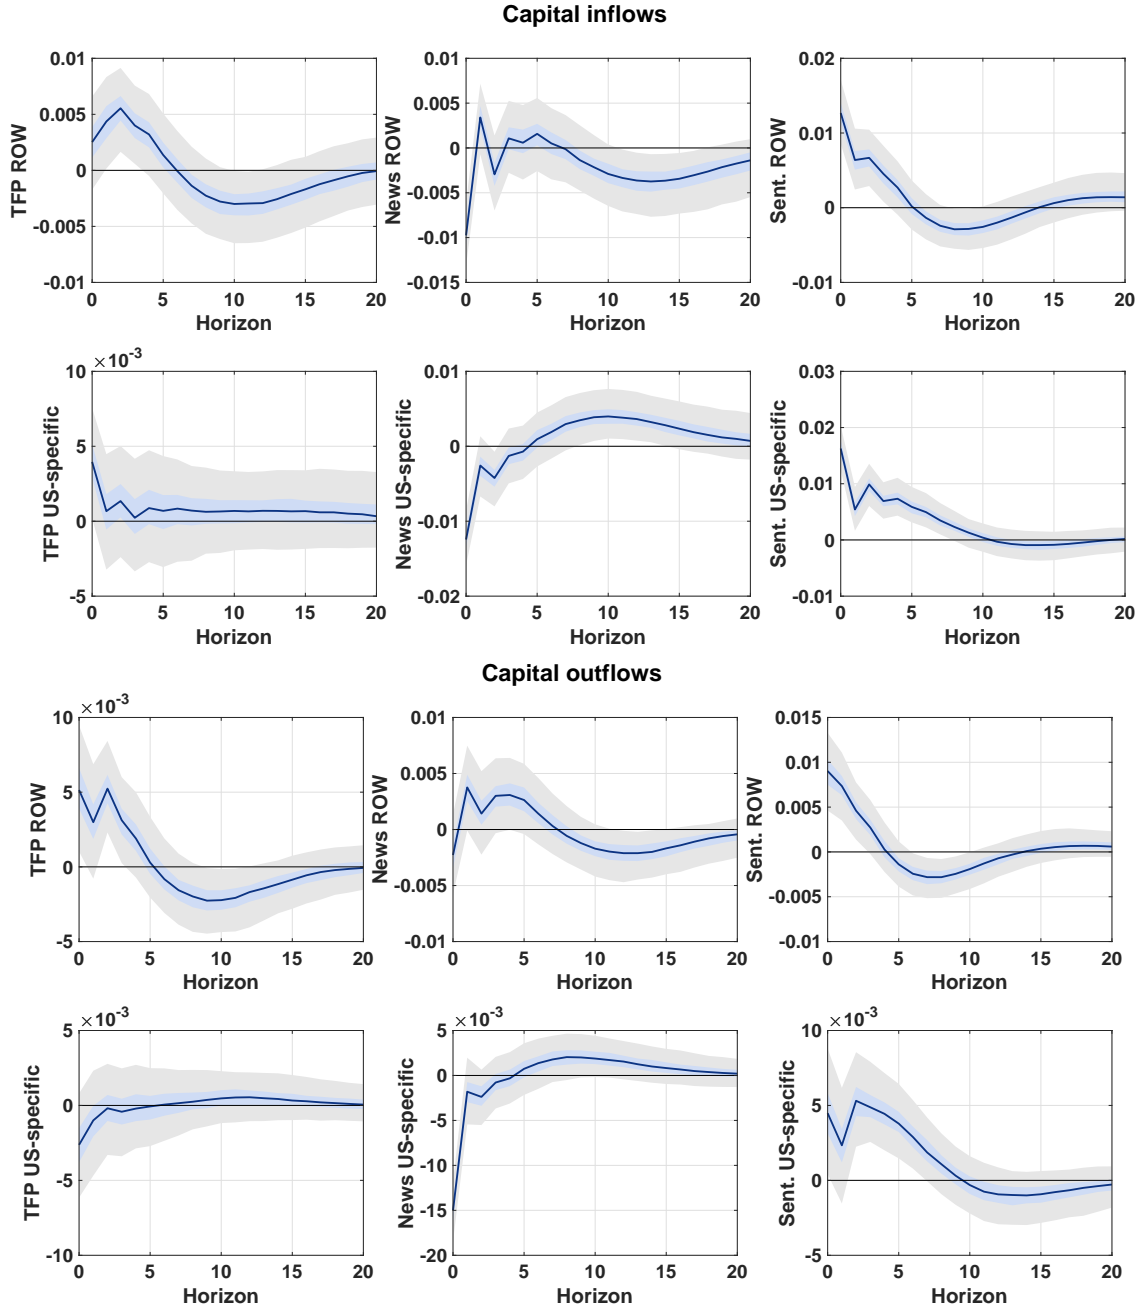 Capital inflows
0.01
0.005
0
-0.005
-0.01
TFP ROW
0 5 10 15 20
Horizon
0.01
0.005
0
-0.005
-0.01
-0.015
News ROW
0 5 10 15 20
Horizon
0.02
0.01
0
-0.01
Sent. ROW
0 5 10 15 20
Horizon
×10-3
10
5
0
-5
TFP US-specific
0 5 10 15 20
Horizon
0.01
0
-0.01
-0.02
News US-specific
0 5 10 15 20
Horizon
0.03
0.02
0.01
0
-0.01
Sent. US-specific
0 5 10 15 20
Horizon
Capital outflows
×10-3
10
5
0
-5
TFP ROW
0 5 10 15 20
Horizon
0.01
0.005
0
-0.005
-0.01
News ROW
0 5 10 15 20
Horizon
0.015
0.01
0.005
0
-0.005
-0.01
Sent. ROW
0 5 10 15 20
Horizon
×10-3
5
0
-5
-10
TFP US-specific
0 5 10 15 20
Horizon
×10-3
5
0
-5
-10
-15
-20
News US-specific
0 5 10 15 20
Horizon
×10-3
10
5
0
-5
Sent. US-specific
0 5 10 15 20
Horizon